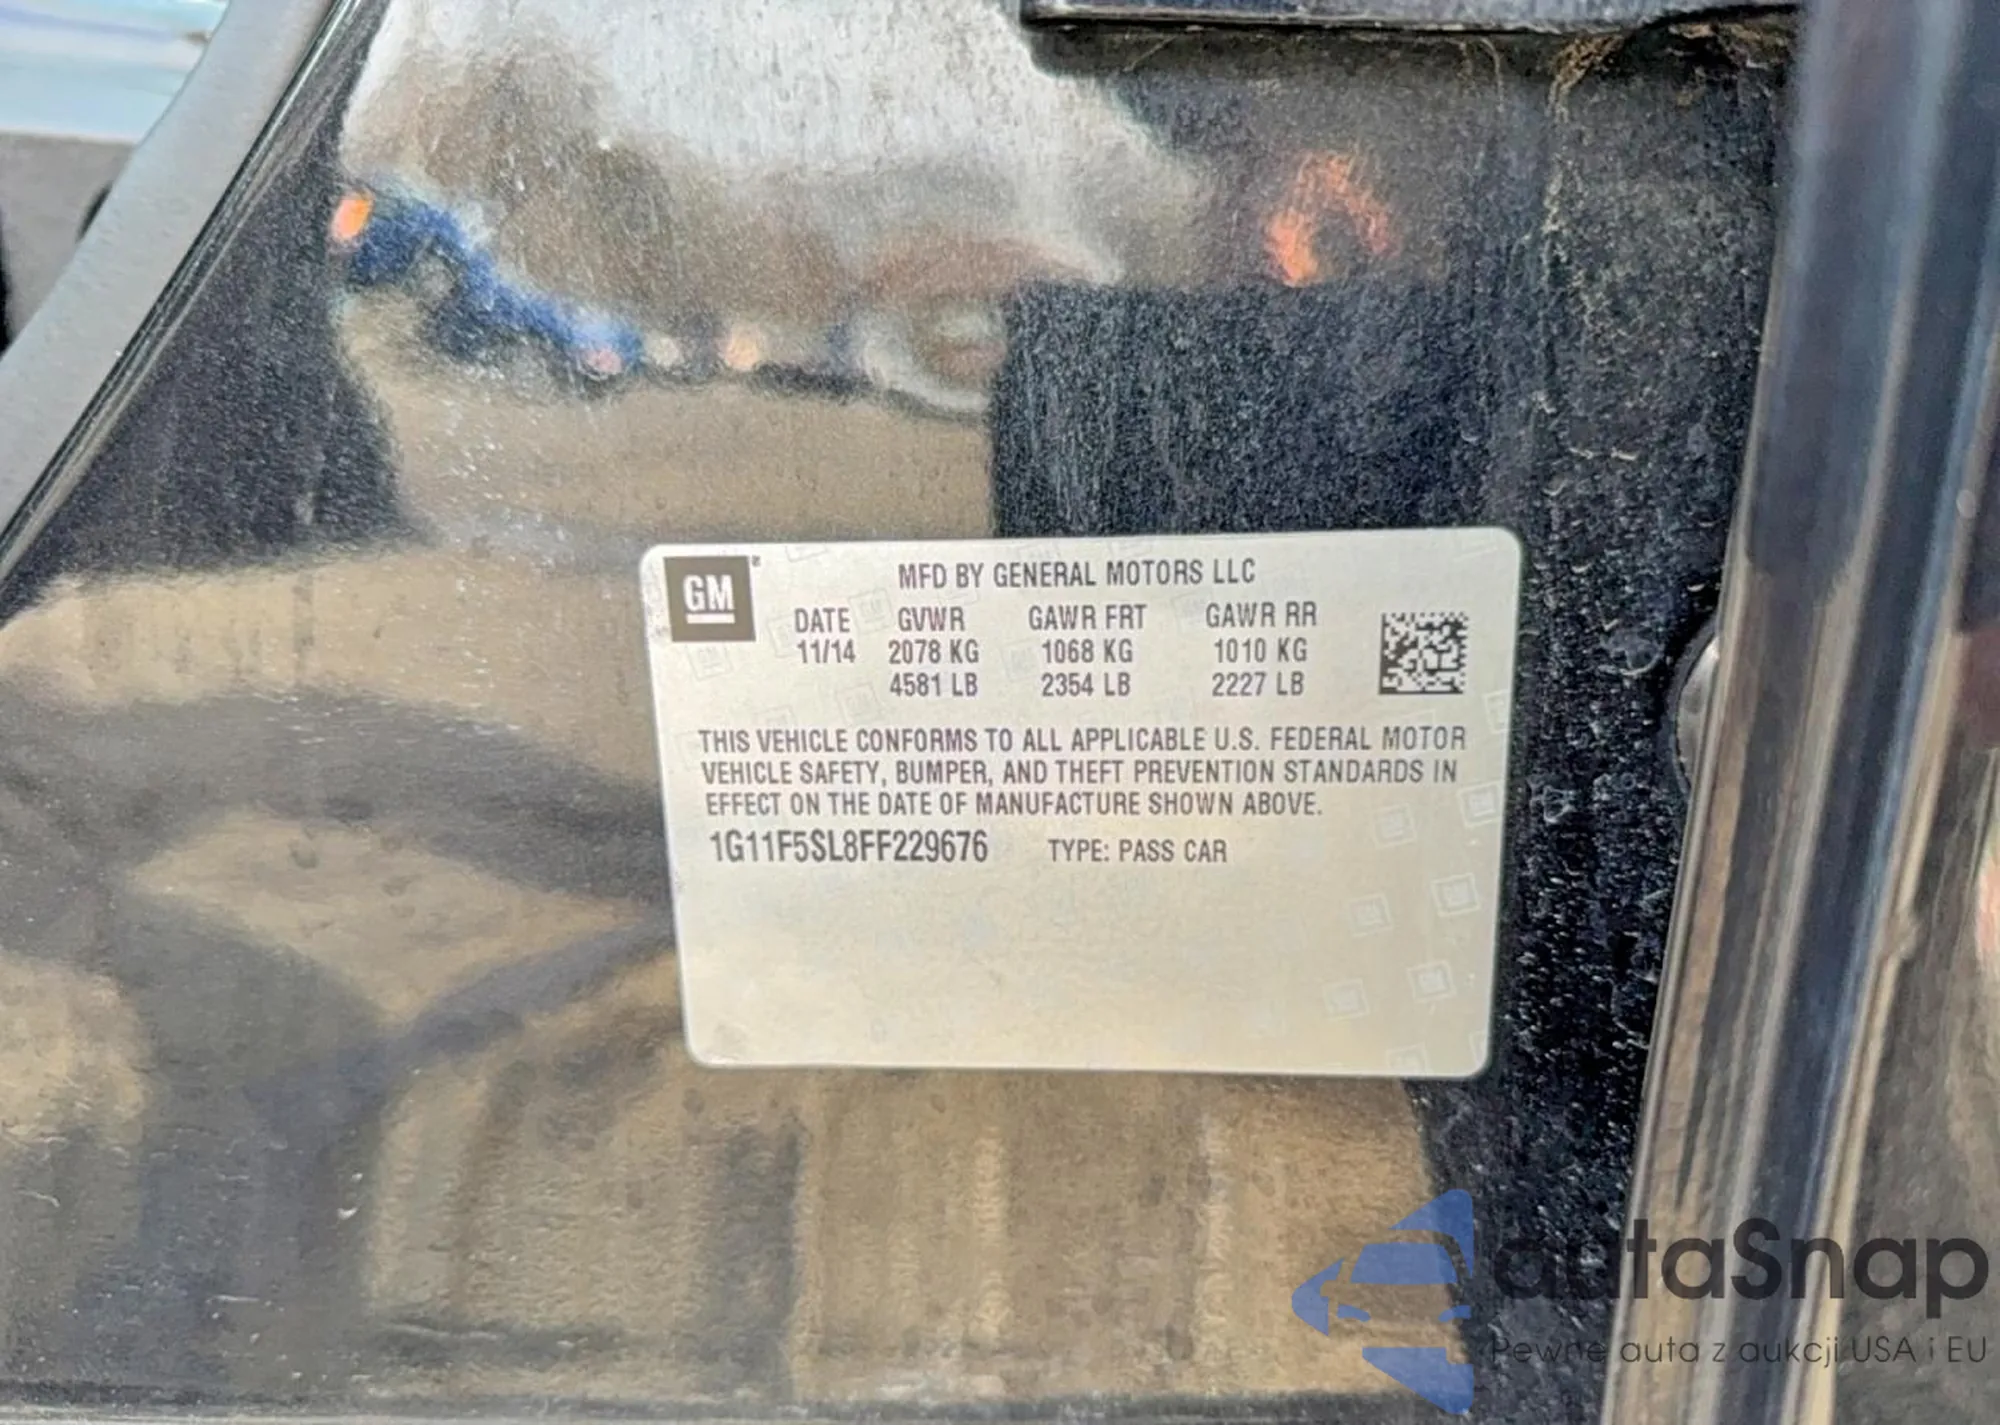 GM
MFD BY GENERAL MOTORS LLC
DATE GVWR GAWR FRT GAWR RR
11/14 2078 KG 1068 KG 1010 KG
4581 LB 2354 LB 2227 LB
THIS VEHICLE CONFORMS TO ALL APPLICABLE U.S. FEDERAL MOTOR
VEHICLE SAFETY, BUMPER, AND THEFT PREVENTION STANDARDS IN
EFFECT ON THE DATE OF MANUFACTURE SHOWN ABOVE.
1G11F5SL8FF229676 TYPE: PASS CAR
autaSnap
Pewne auta z aukcji USA i EU